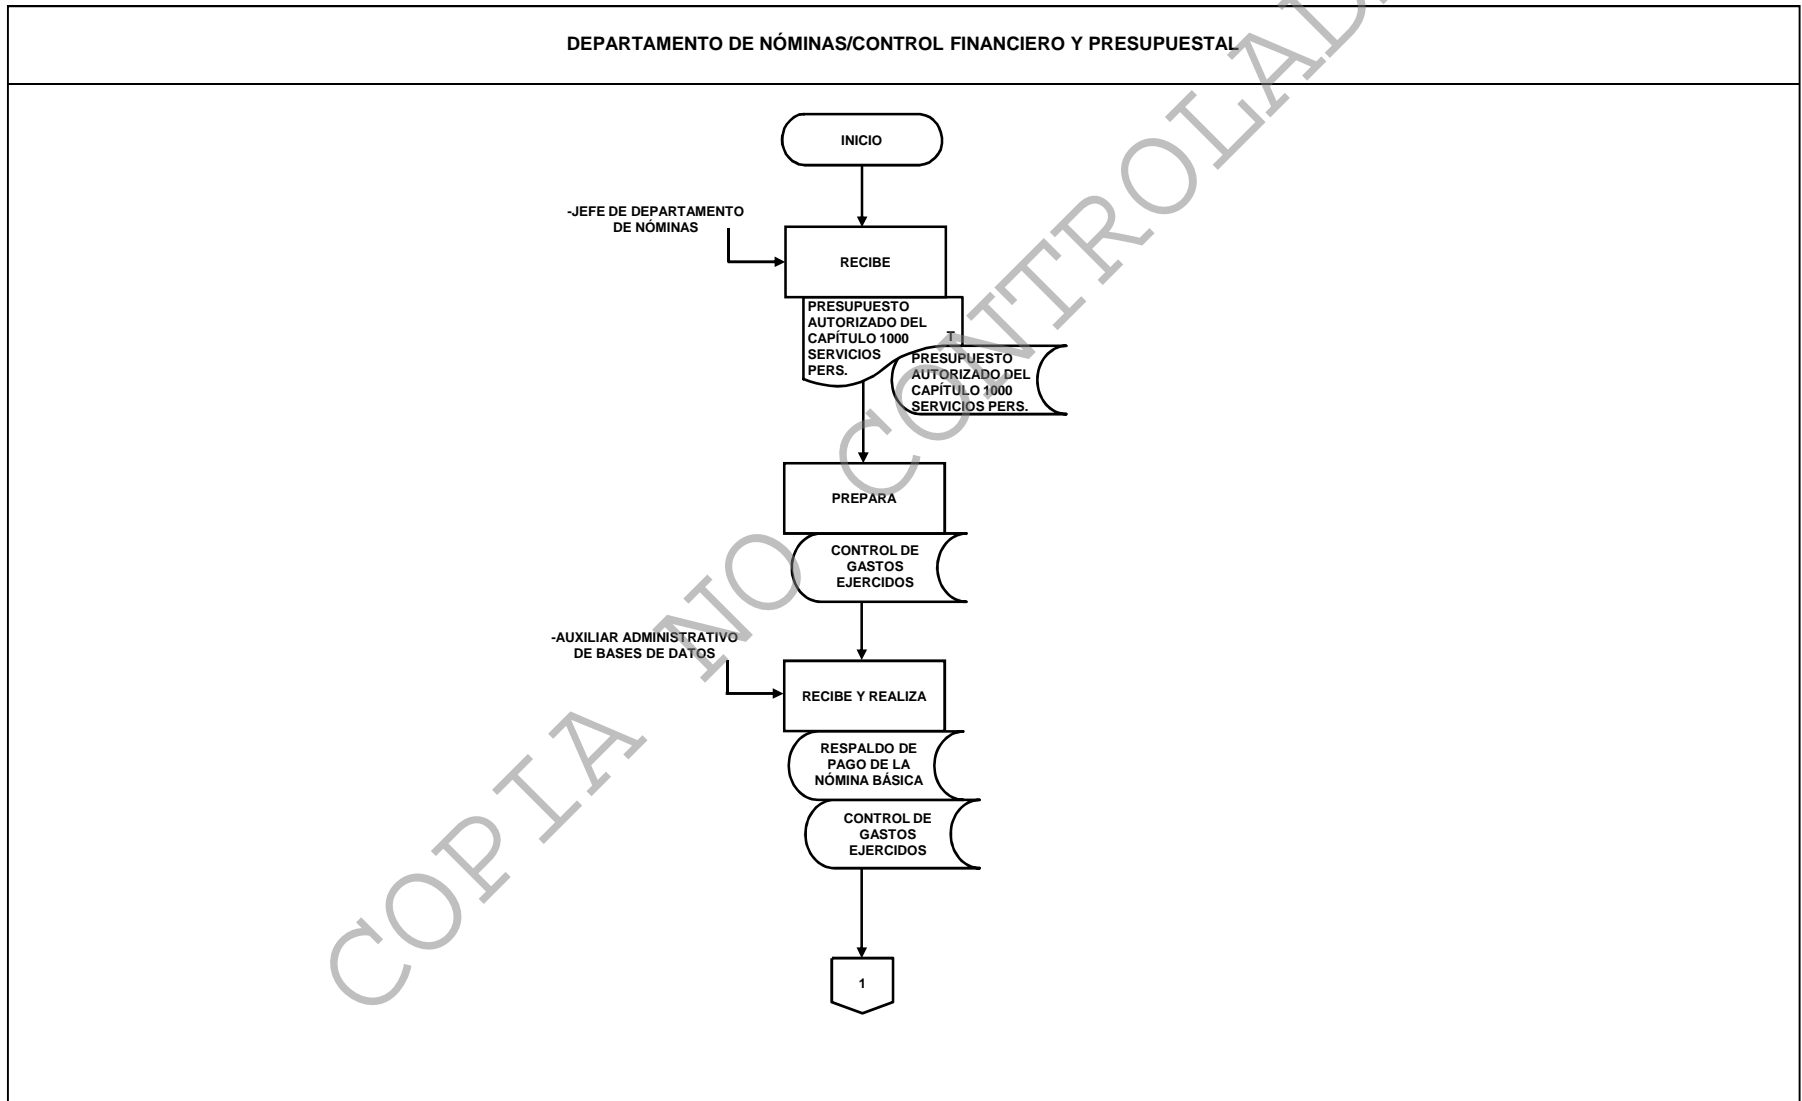 DEPARTAMENTO DE NÓMINAS/CONTROL FINANCIERO Y PRESUPUESTAL
INICIO
-JEFE DE DEPARTAMENTO
DE NÓMINAS
RECIBE
PRESUPUESTO
AUTORIZADO DEL
CAPÍTULO 1000
SERVICIOS
PERS.
T
PRESUPUESTO
AUTORIZADO DEL
CAPÍTULO 1000
SERVICIOS PERS.
PREPARA
CONTROL DE
GASTOS
EJERCIDOS
-AUXILIAR ADMINISTRATIVO
DE BASES DE DATOS
RECIBE Y REALIZA
RESPALDO DE
PAGO DE LA
NÓMINA BÁSICA
CONTROL DE
GASTOS
EJERCIDOS
1
COPIA NO CONTROLAD